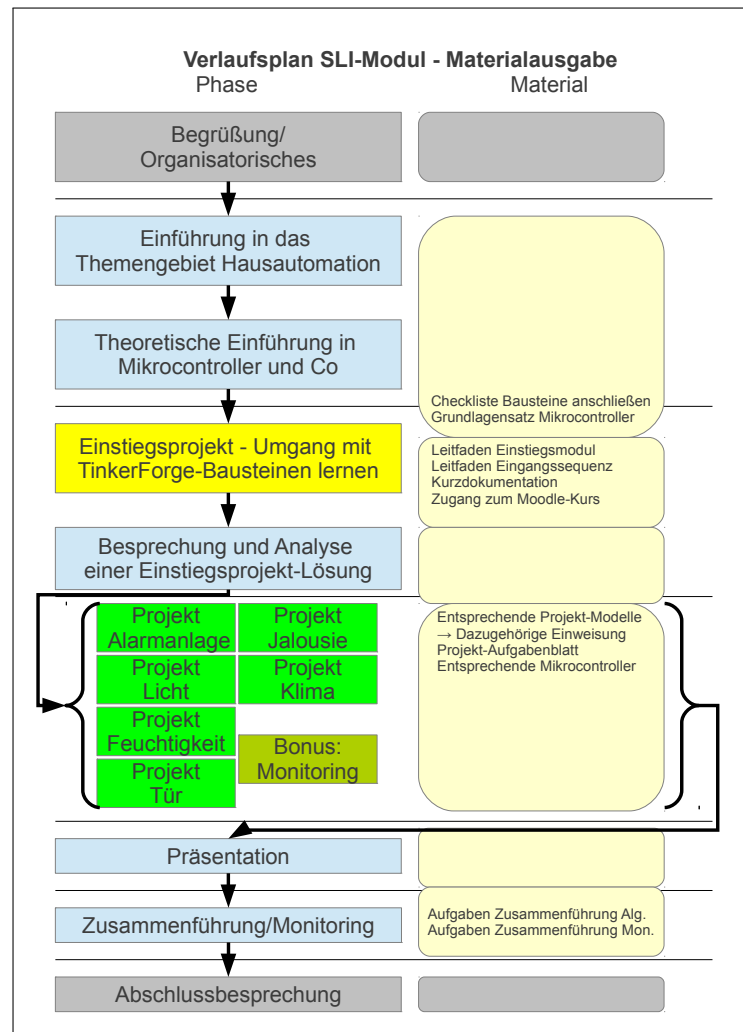 Verlaufsplan SLI-Modul - Materialausgabe
Phase
Material
Begrüßung/
Organisatorisches
Einführung in das
Themengebiet Hausautomation
Theoretische Einführung in
Mikrocontroller und Co
Checkliste Bausteine anschließen
Grundlagensatz Mikrocontroller
Einstiegsprojekt - Umgang mit
TinkerForge-Bausteinen lernen
Leitfaden Einstiegsmodul
Leitfaden Eingangssequenz
Kurzdokumentation
Zugang zum Moodle-Kurs
Besprechung und Analyse
einer Einstiegsprojekt-Lösung
Projekt
Alarmanlage
Projekt
Jalousie
Projekt
Licht
Projekt
Klima
Projekt
Feuchtigkeit
Bonus:
Monitoring
Projekt
Tür
Entsprechende Projekt-Modelle
→ Dazugehörige Einweisung
Projekt-Aufgabenblatt
Entsprechende Mikrocontroller
Präsentation
Zusammenführung/Monitoring
Aufgaben Zusammenführung Alg.
Aufgaben Zusammenführung Mon.
Abschlussbesprechung